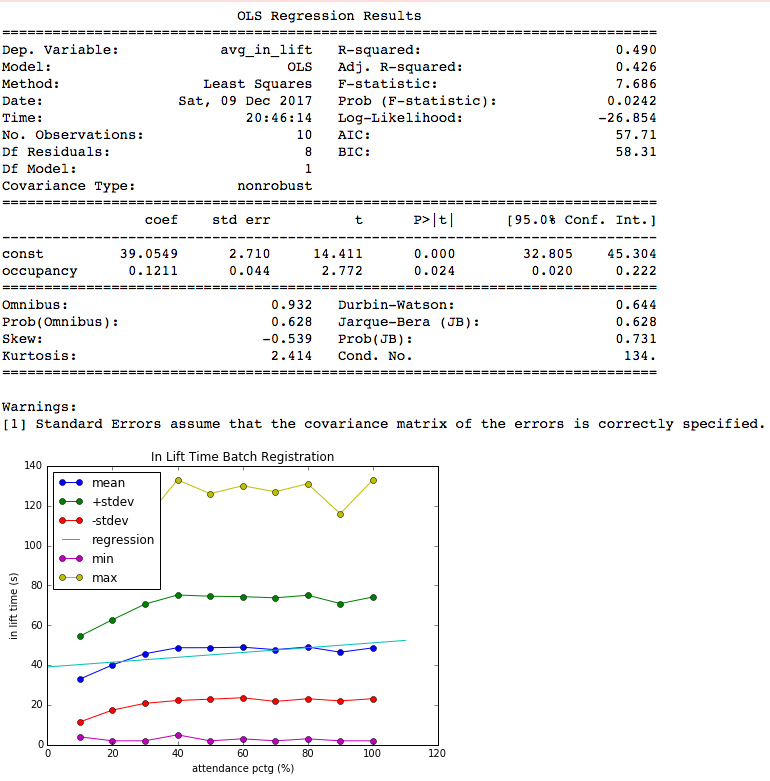 OLS Regression Results
==============================================================================
Dep. Variable: avg_in_lift R-squared: 0.490
Model: OLS Adj. R-squared: 0.426
Method: Least Squares F-statistic: 7.686
Date: Sat, 09 Dec 2017 Prob (F-statistic): 0.0242
Time: 20:46:14 Log-Likelihood: -26.854
No. Observations: 10 AIC: 57.71
Df Residuals: 8 BIC: 58.31
Df Model: 1
Covariance Type: nonrobust
==============================================================================
coef std err t P>|t| [95.0% Conf. Int.]
------------------------------------------------------------------------------
const 39.0549 2.710 14.411 0.000 32.805 45.304
occupancy 0.1211 0.044 2.772 0.024 0.020 0.222
==============================================================================
Omnibus: 0.932 Durbin-Watson: 0.644
Prob(Omnibus): 0.628 Jarque-Bera (JB): 0.628
Skew: -0.539 Prob(JB): 0.731
Kurtosis: 2.414 Cond. No. 134.
==============================================================================
Warnings:
[1] Standard Errors assume that the covariance matrix of the errors is correctly specified.
In Lift Time Batch Registration
mean
+stdev
-stdev
regression
min
max
in lift time (s)
140
120
100
80
60
40
20
0
0 20 40 60 80 100 120
attendance pctg (%)